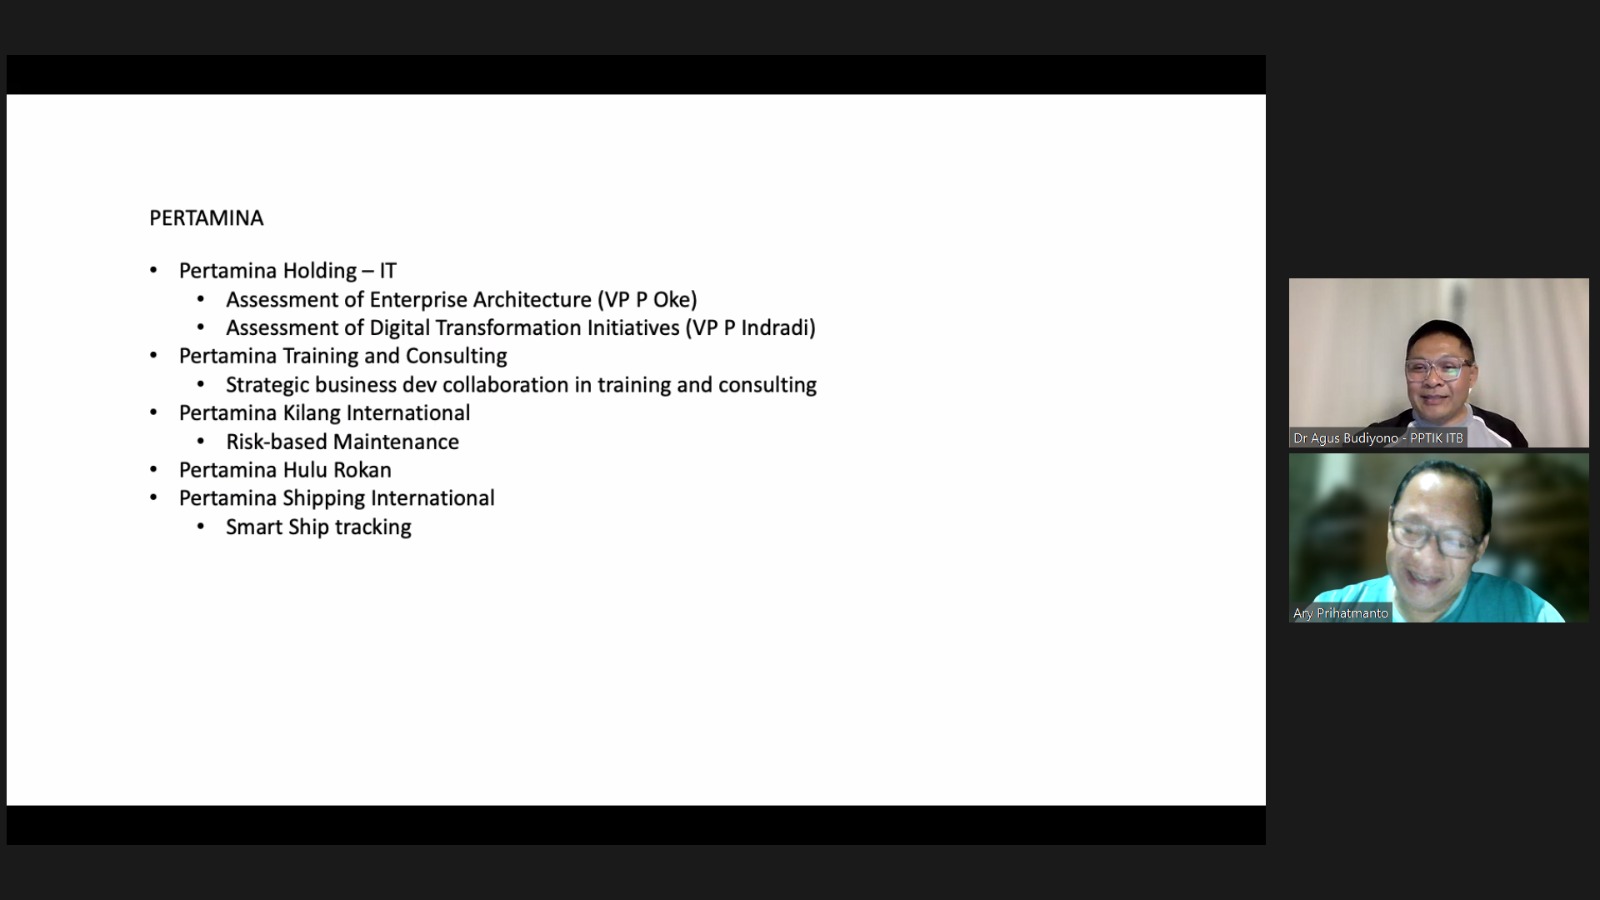 PERTAMINA
• Pertamina Holding – IT
• Assessment of Enterprise Architecture (VP P Oke)
• Assessment of Digital Transformation Initiatives (VP P Indradi)
• Pertamina Training and Consulting
• Strategic business dev collaboration in training and consulting
• Pertamina Kilang International
• Risk-based Maintenance
• Pertamina Hulu Rokan
• Pertamina Shipping International
• Smart Ship tracking
Dr Agus Budiyono - PPTIK ITB
Ary Prihatmanto